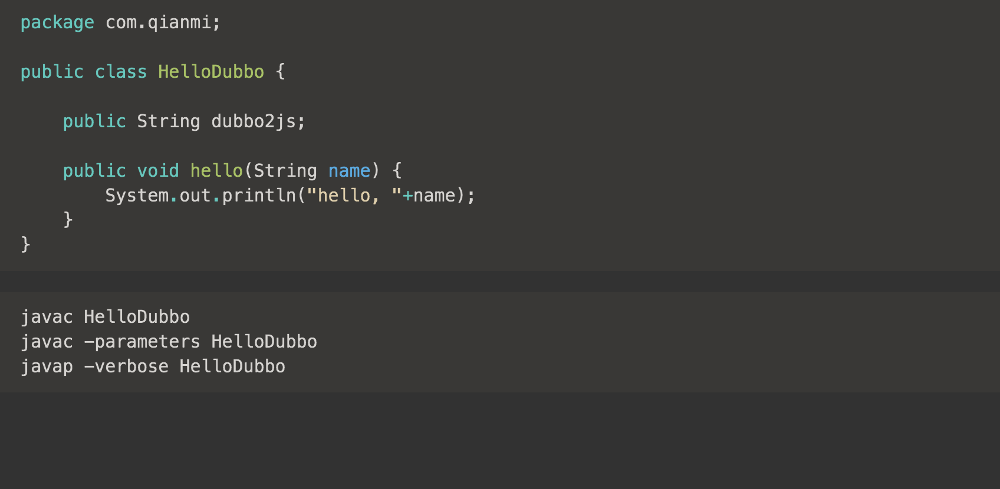 package com.qianmi;
public class HelloDubbo {
    public String dubbo2js;
    public void hello(String name) {
        System.out.println("hello, "+name);
    }
}
javac HelloDubbo
javac -parameters HelloDubbo
javap -verbose HelloDubbo